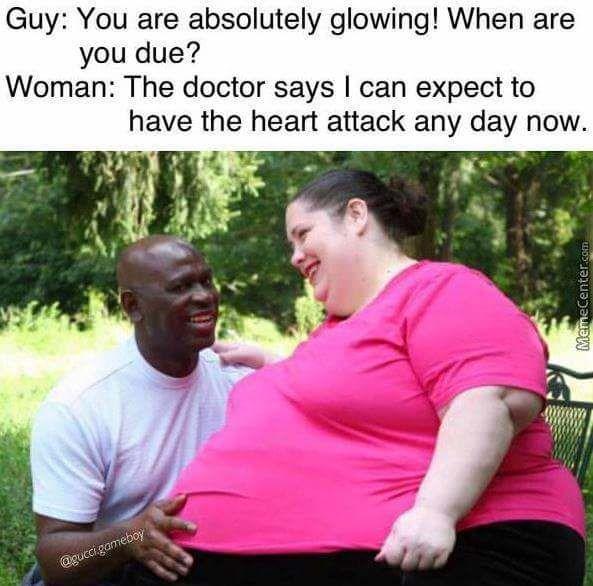 Guy: You are absolutely glowing! When are
you due?
Woman: The doctor says I can expect to
have the heart attack any day now.
MemeCenter.com
@gucci.gameboy